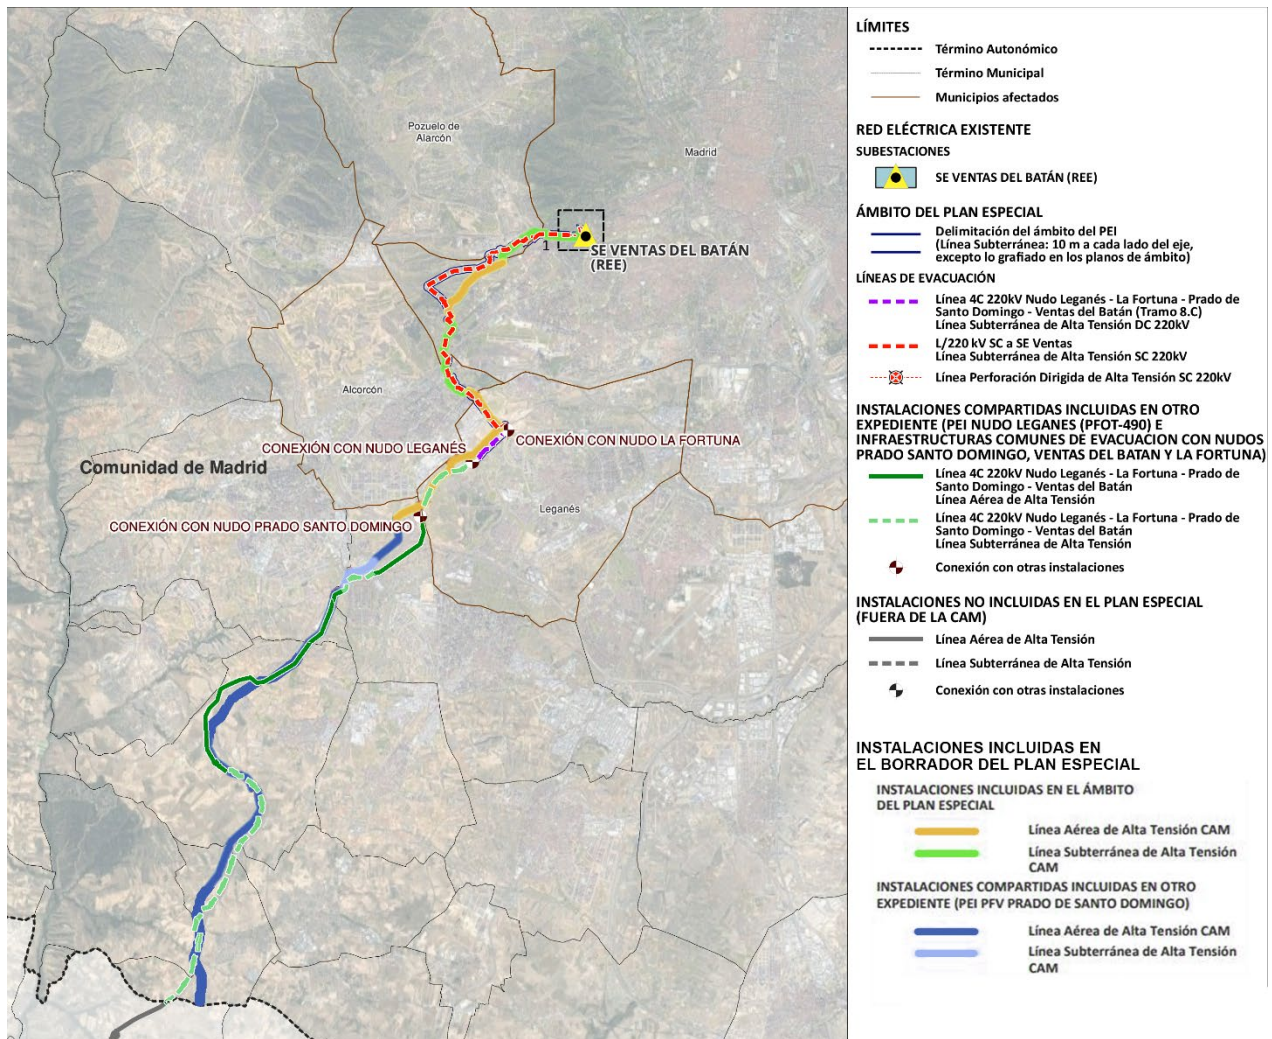 Pozuelo de
Alarcón
Madrid
1
SE VENTAS DEL BATÁN
(REE)
Alcorcón
CONEXIÓN CON NUDO LEGANÉS
CONEXIÓN CON NUDO LA FORTUNA
Comunidad de Madrid
Leganés
CONEXIÓN CON NUDO PRADO SANTO DOMINGO
LÍMITES
Término Autonómico
Término Municipal
Municipios afectados
RED ELÉCTRICA EXISTENTE
SUBESTACIONES
SE VENTAS DEL BATÁN (REE)
ÁMBITO DEL PLAN ESPECIAL
Delimitación del ámbito del PEI
(Línea Subterránea: 10 m a cada lado del eje,
excepto lo grafiado en los planos de ámbito)
LÍNEAS DE EVACUACIÓN
Línea 4C 220kV Nudo Leganés - La Fortuna - Prado de
Santo Domingo - Ventas del Batán (Tramo 8.C)
Línea Subterránea de Alta Tensión DC 220kV
L/220 kV SC a SE Ventas
Línea Subterránea de Alta Tensión SC 220kV
Línea Perforación Dirigida de Alta Tensión SC 220kV
INSTALACIONES COMPARTIDAS INCLUIDAS EN OTRO
EXPEDIENTE (PEI NUDO LEGANES (PFOT-490) E
INFRAESTRUCTURAS COMUNES DE EVACUACION CON NUDOS
PRADO SANTO DOMINGO, VENTAS DEL BATAN Y LA FORTUNA)
Línea 4C 220kV Nudo Leganés - La Fortuna - Prado de
Santo Domingo - Ventas del Batán
Línea Aérea de Alta Tensión
Línea 4C 220kV Nudo Leganés - La Fortuna - Prado de
Santo Domingo - Ventas del Batán
Línea Subterránea de Alta Tensión
Conexión con otras instalaciones
INSTALACIONES NO INCLUIDAS EN EL PLAN ESPECIAL
(FUERA DE LA CAM)
Línea Aérea de Alta Tensión
Línea Subterránea de Alta Tensión
Conexión con otras instalaciones
INSTALACIONES INCLUIDAS EN
EL BORRADOR DEL PLAN ESPECIAL
INSTALACIONES INCLUIDAS EN EL ÁMBITO
DEL PLAN ESPECIAL
Línea Aérea de Alta Tensión CAM
Línea Subterránea de Alta Tensión
CAM
INSTALACIONES COMPARTIDAS INCLUIDAS EN OTRO
EXPEDIENTE (PEI PFV PRADO DE SANTO DOMINGO)
Línea Aérea de Alta Tensión CAM
Línea Subterránea de Alta Tensión
CAM